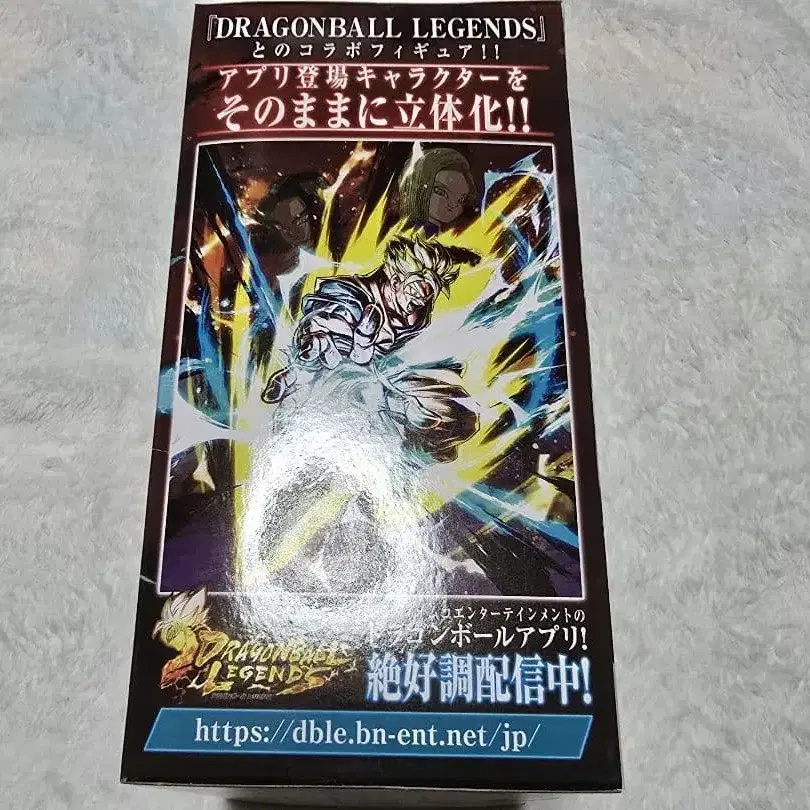 『DRAGONBALL LEGENDS』
とのコラボフィギュア!!
アプリ登場キャラクターを
そのままに立体化!!
コエンターテインメントの
ドラゴンボールアプリ!
DRAGONBALL
LEGENDS
絶好調配信中!
https://dble.bn-ent.net/jp/